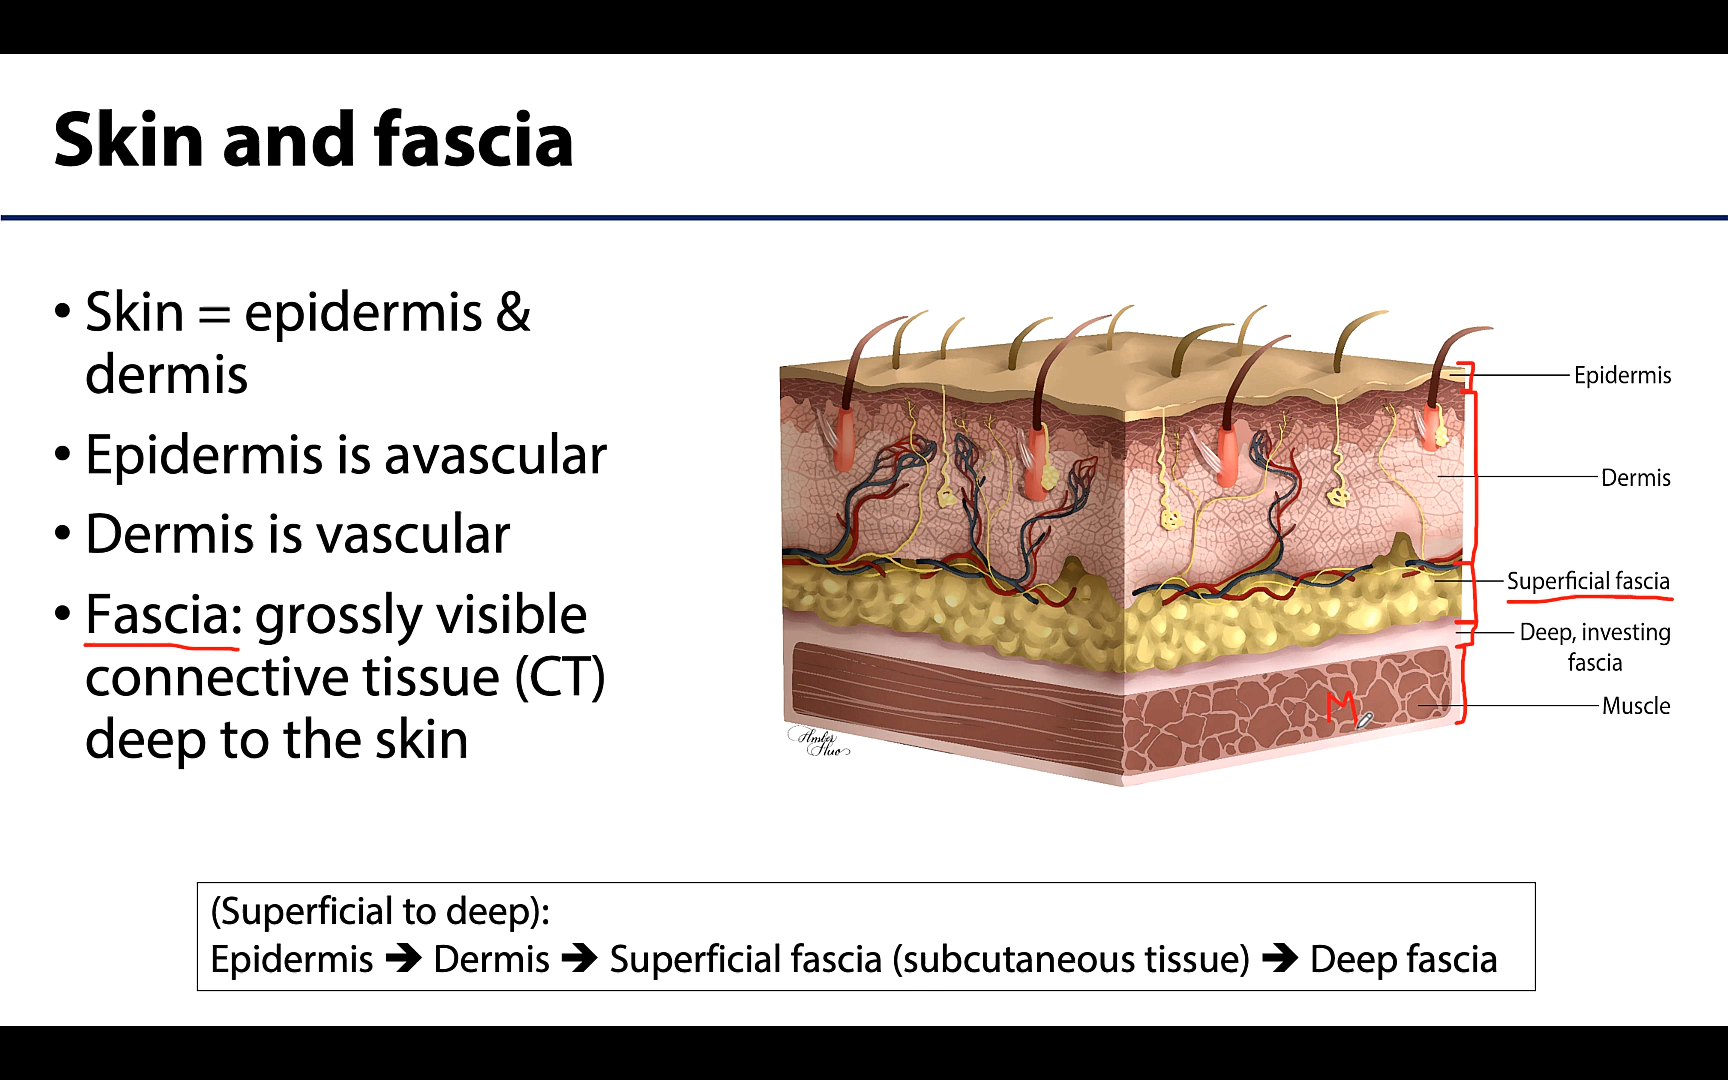 Skin and fascia
• Skin = epidermis &
dermis
• Epidermis is avascular
• Dermis is vascular
• Fascia: grossly visible
connective tissue (CT)
deep to the skin
Epidermis
Dermis
Superficial fascia
Deep, investing
fascia
Muscle
M
Amber
Huo
(Superficial to deep):
Epidermis ➔ Dermis ➔ Superficial fascia (subcutaneous tissue) ➔ Deep fascia